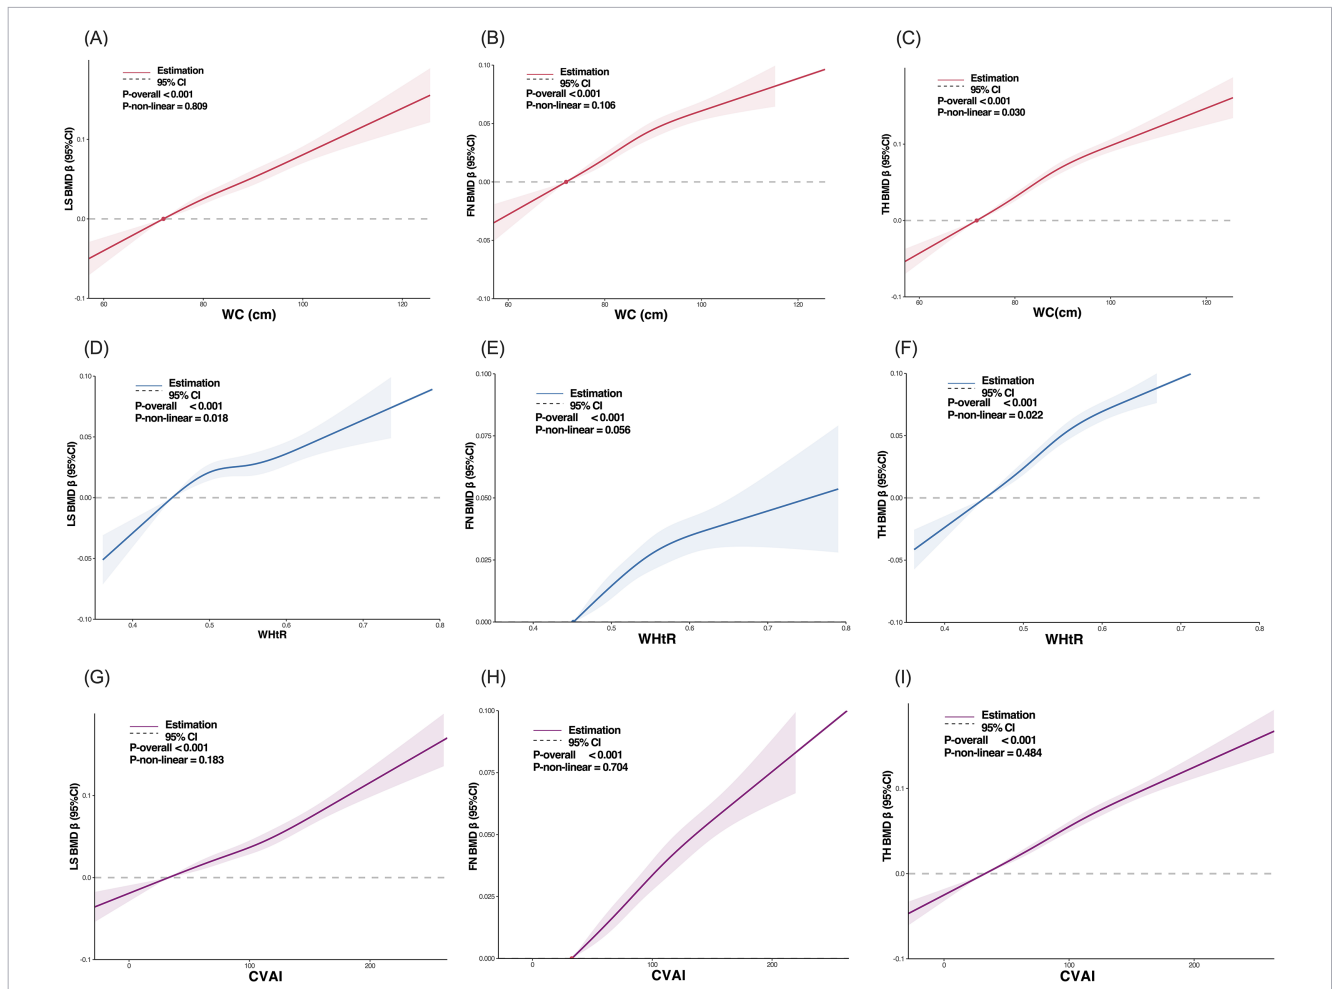 (A)
Estimation
95% CI
P-overall <0.001
P-non-linear = 0.809
LS BMD β (95%CI)
0.1
0.0
-0.1
60
80
100
120
WC (cm)
(B)
Estimation
95% CI
P-overall <0.001
P-non-linear = 0.106
FN BMD β (95%CI)
0.10
0.05
0.00
-0.05
-0.10
60
80
100
120
WC (cm)
(C)
Estimation
95% CI
P-overall <0.001
P-non-linear = 0.030
TH BMD β (95%CI)
0.1
0.0
-0.1
60
80
100
120
WC(cm)
(D)
Estimation
95% CI
P-overall <0.001
P-non-linear = 0.018
LS BMD β (95%CI)
0.10
0.05
0.00
-0.05
-0.10
0.4
0.5
0.6
0.7
0.8
WHtR
(E)
Estimation
95% CI
P-overall <0.001
P-non-linear = 0.056
FN BMD β (95%CI)
0.100
0.075
0.050
0.025
0.000
0.4
0.5
0.6
0.7
0.8
WHtR
(F)
Estimation
95% CI
P-overall <0.001
P-non-linear = 0.022
TH BMD β (95%CI)
0.10
0.05
0.00
-0.05
-0.10
0.4
0.5
0.6
0.7
0.8
WHtR
(G)
Estimation
95% CI
P-overall <0.001
P-non-linear = 0.183
LS BMD β (95%CI)
0.1
0.0
-0.1
0
100
200
CVAI
(H)
Estimation
95% CI
P-overall <0.001
P-non-linear = 0.704
FN BMD β (95%CI)
0.100
0.075
0.050
0.025
0.000
0
100
200
CVAI
(I)
Estimation
95% CI
P-overall <0.001
P-non-linear = 0.484
TH BMD β (95%CI)
0.1
0.0
-0.1
0
100
200
CVAI